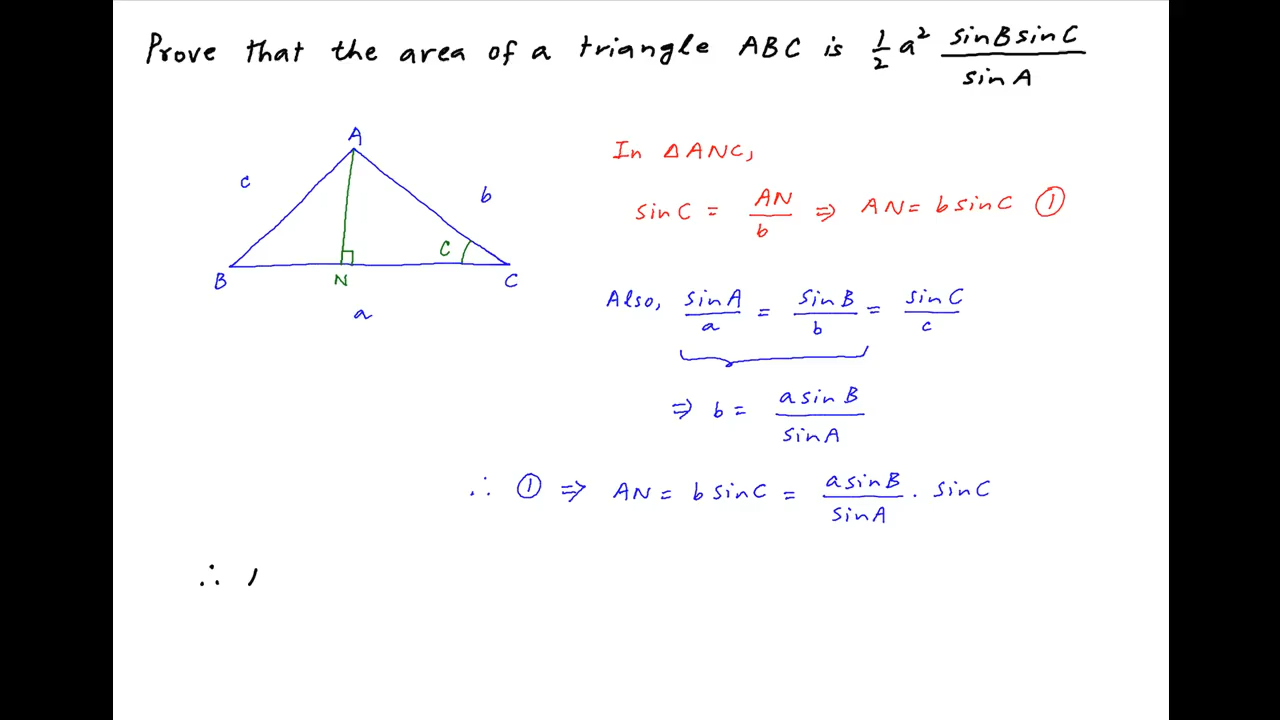 Prove that the area of a triangle ABC is 1/2 a² sinB sinC / sinA
A
c
b
C
B
N
C
a
In △ANC,
sinC = AN/b ⇒ AN = b sinC ①
Also, sinA/a = sinB/b = sinC/c
⇒ b = a sinB / sinA
∴ ① ⇒ AN = b sinC = a sinB / sinA . sinC
∴